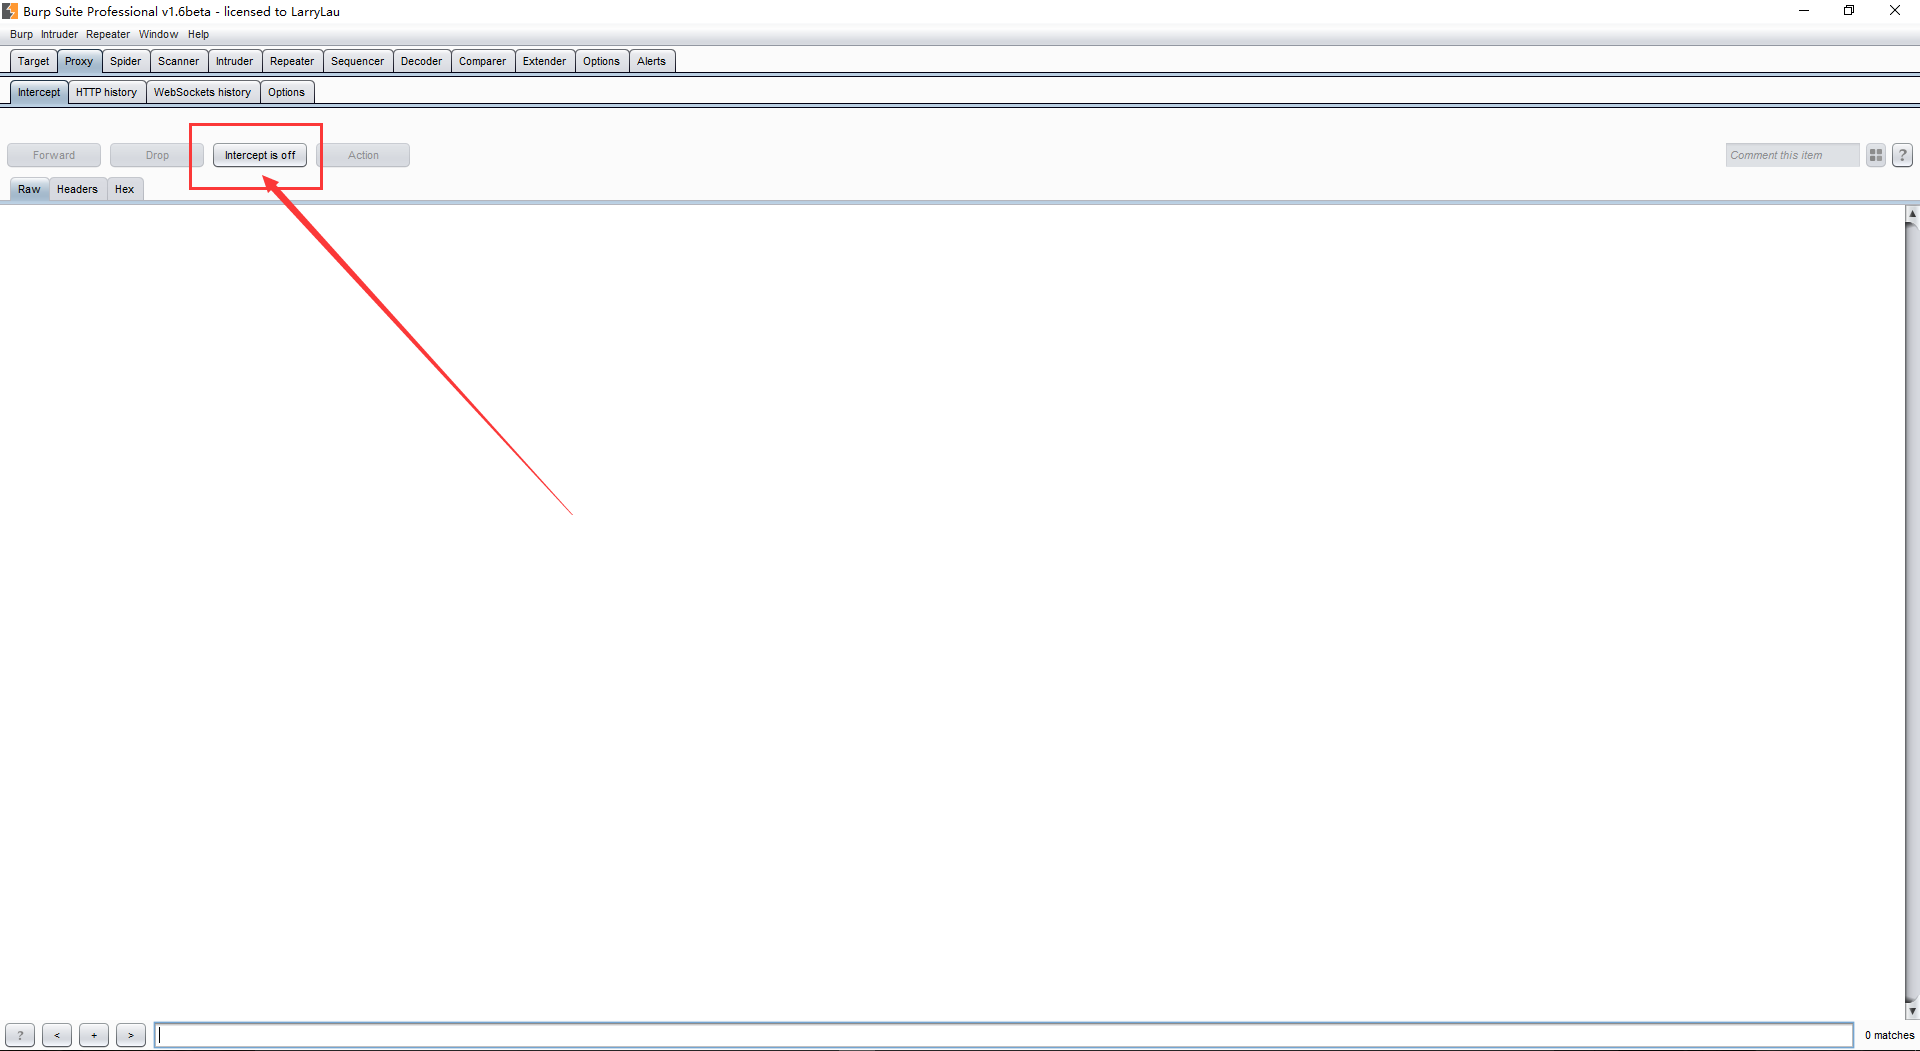 Burp Suite Professional v1.6beta - licensed to LarryLau
Burp Intruder Repeater Window Help
Target Proxy Spider Scanner Intruder Repeater Sequencer Decoder Comparer Extender Options Alerts
Intercept HTTP history WebSockets history Options
Forward Drop Intercept is off Action Comment this item ?
Raw Headers Hex
? < + > 0 matches